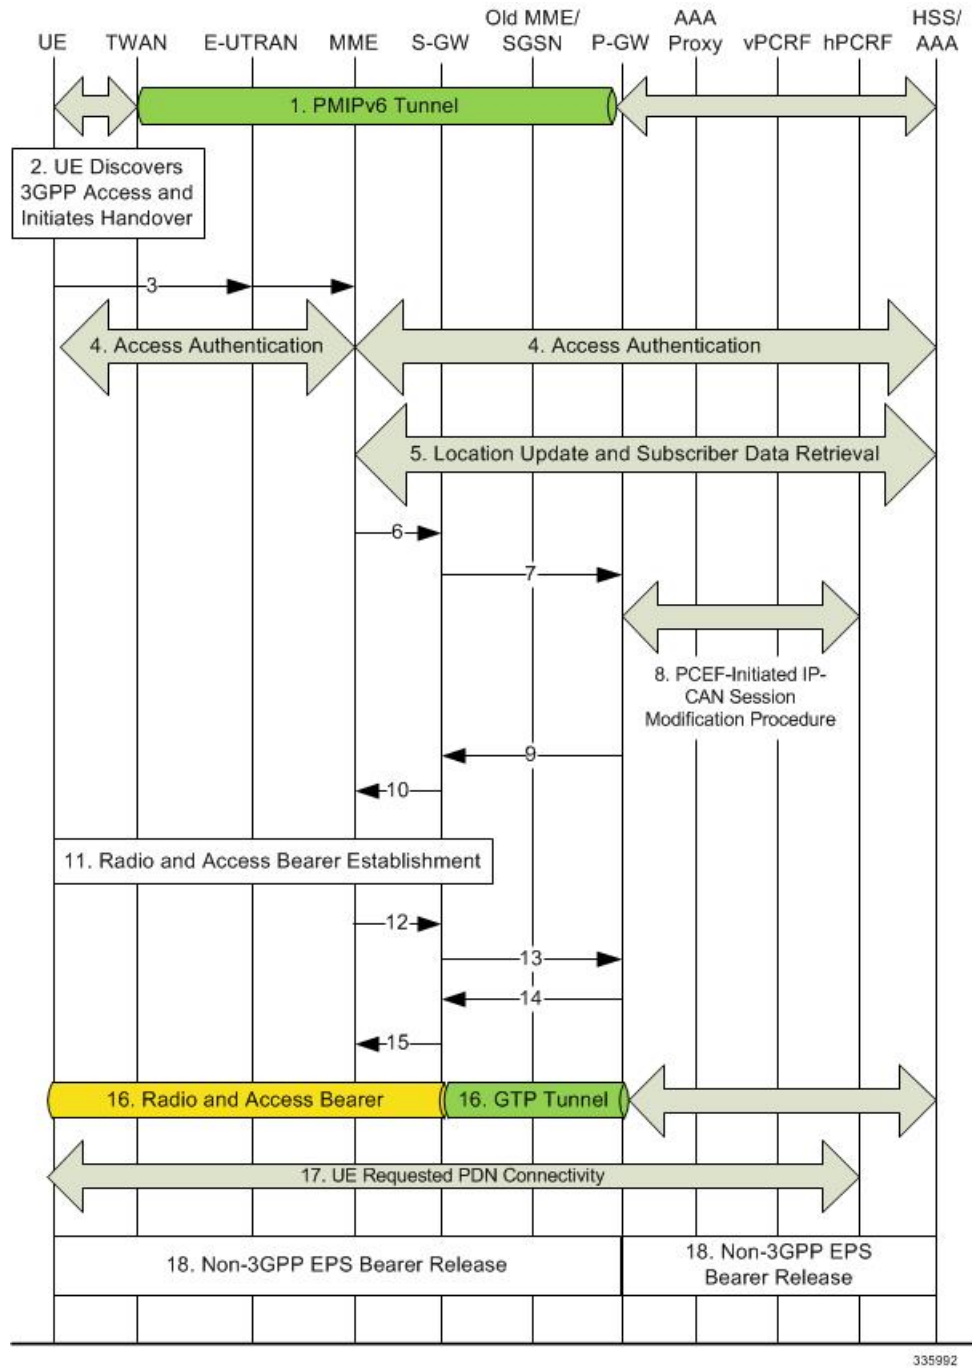 UE TWAN E-UTRAN MME S-GW Old MME/ SGSN P-GW AAA Proxy vPCRF hPCRF HSS/ AAA
1. PMIPv6 Tunnel
2. UE Discovers
3GPP Access and
Initiates Handover
3
4. Access Authentication
4. Access Authentication
5. Location Update and Subscriber Data Retrieval
6
7
8. PCEF-Initiated IP-
CAN Session
Modification Procedure
9
10
11. Radio and Access Bearer Establishment
12
13
14
15
16. Radio and Access Bearer
16. GTP Tunnel
17. UE Requested PDN Connectivity
18. Non-3GPP EPS Bearer Release
18. Non-3GPP EPS
Bearer Release
335992